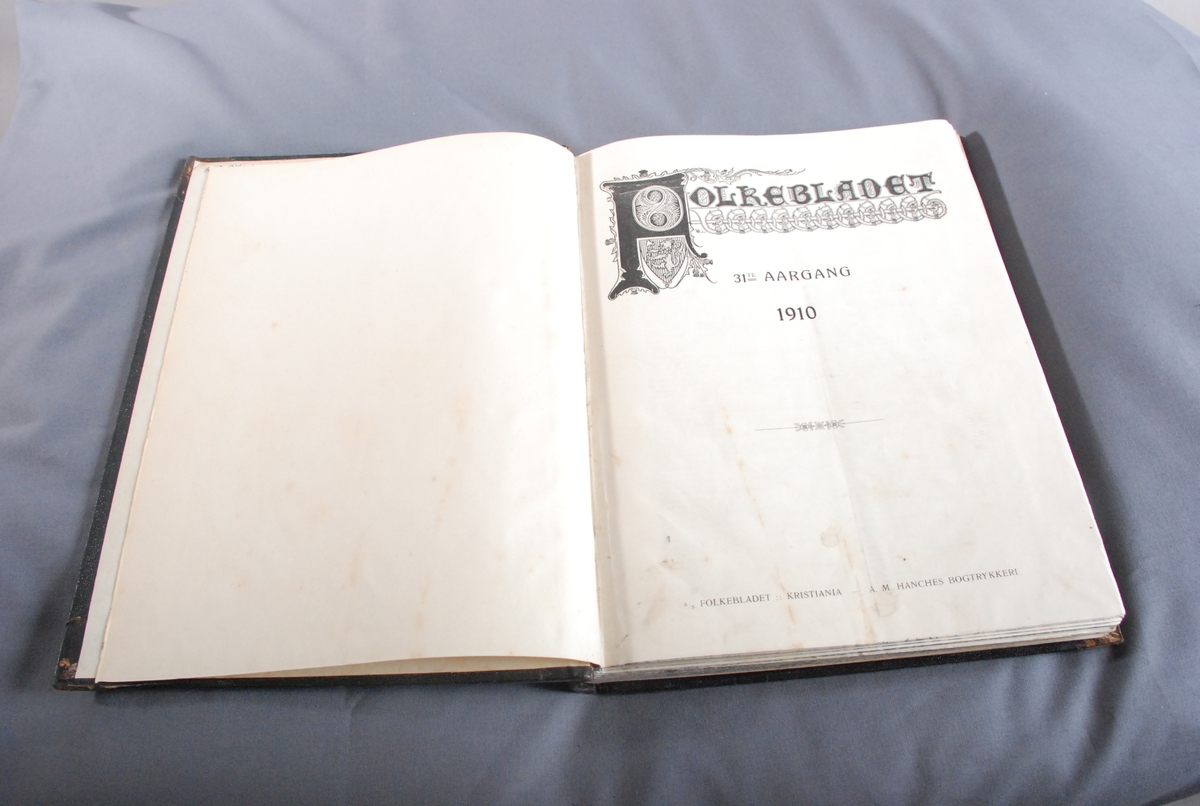 FOLKEBLADET
31TE AARGANG
1910
FOLKEBLADET :: KRISTIANIA — A. M. HANCHES BOGTRYKKERI